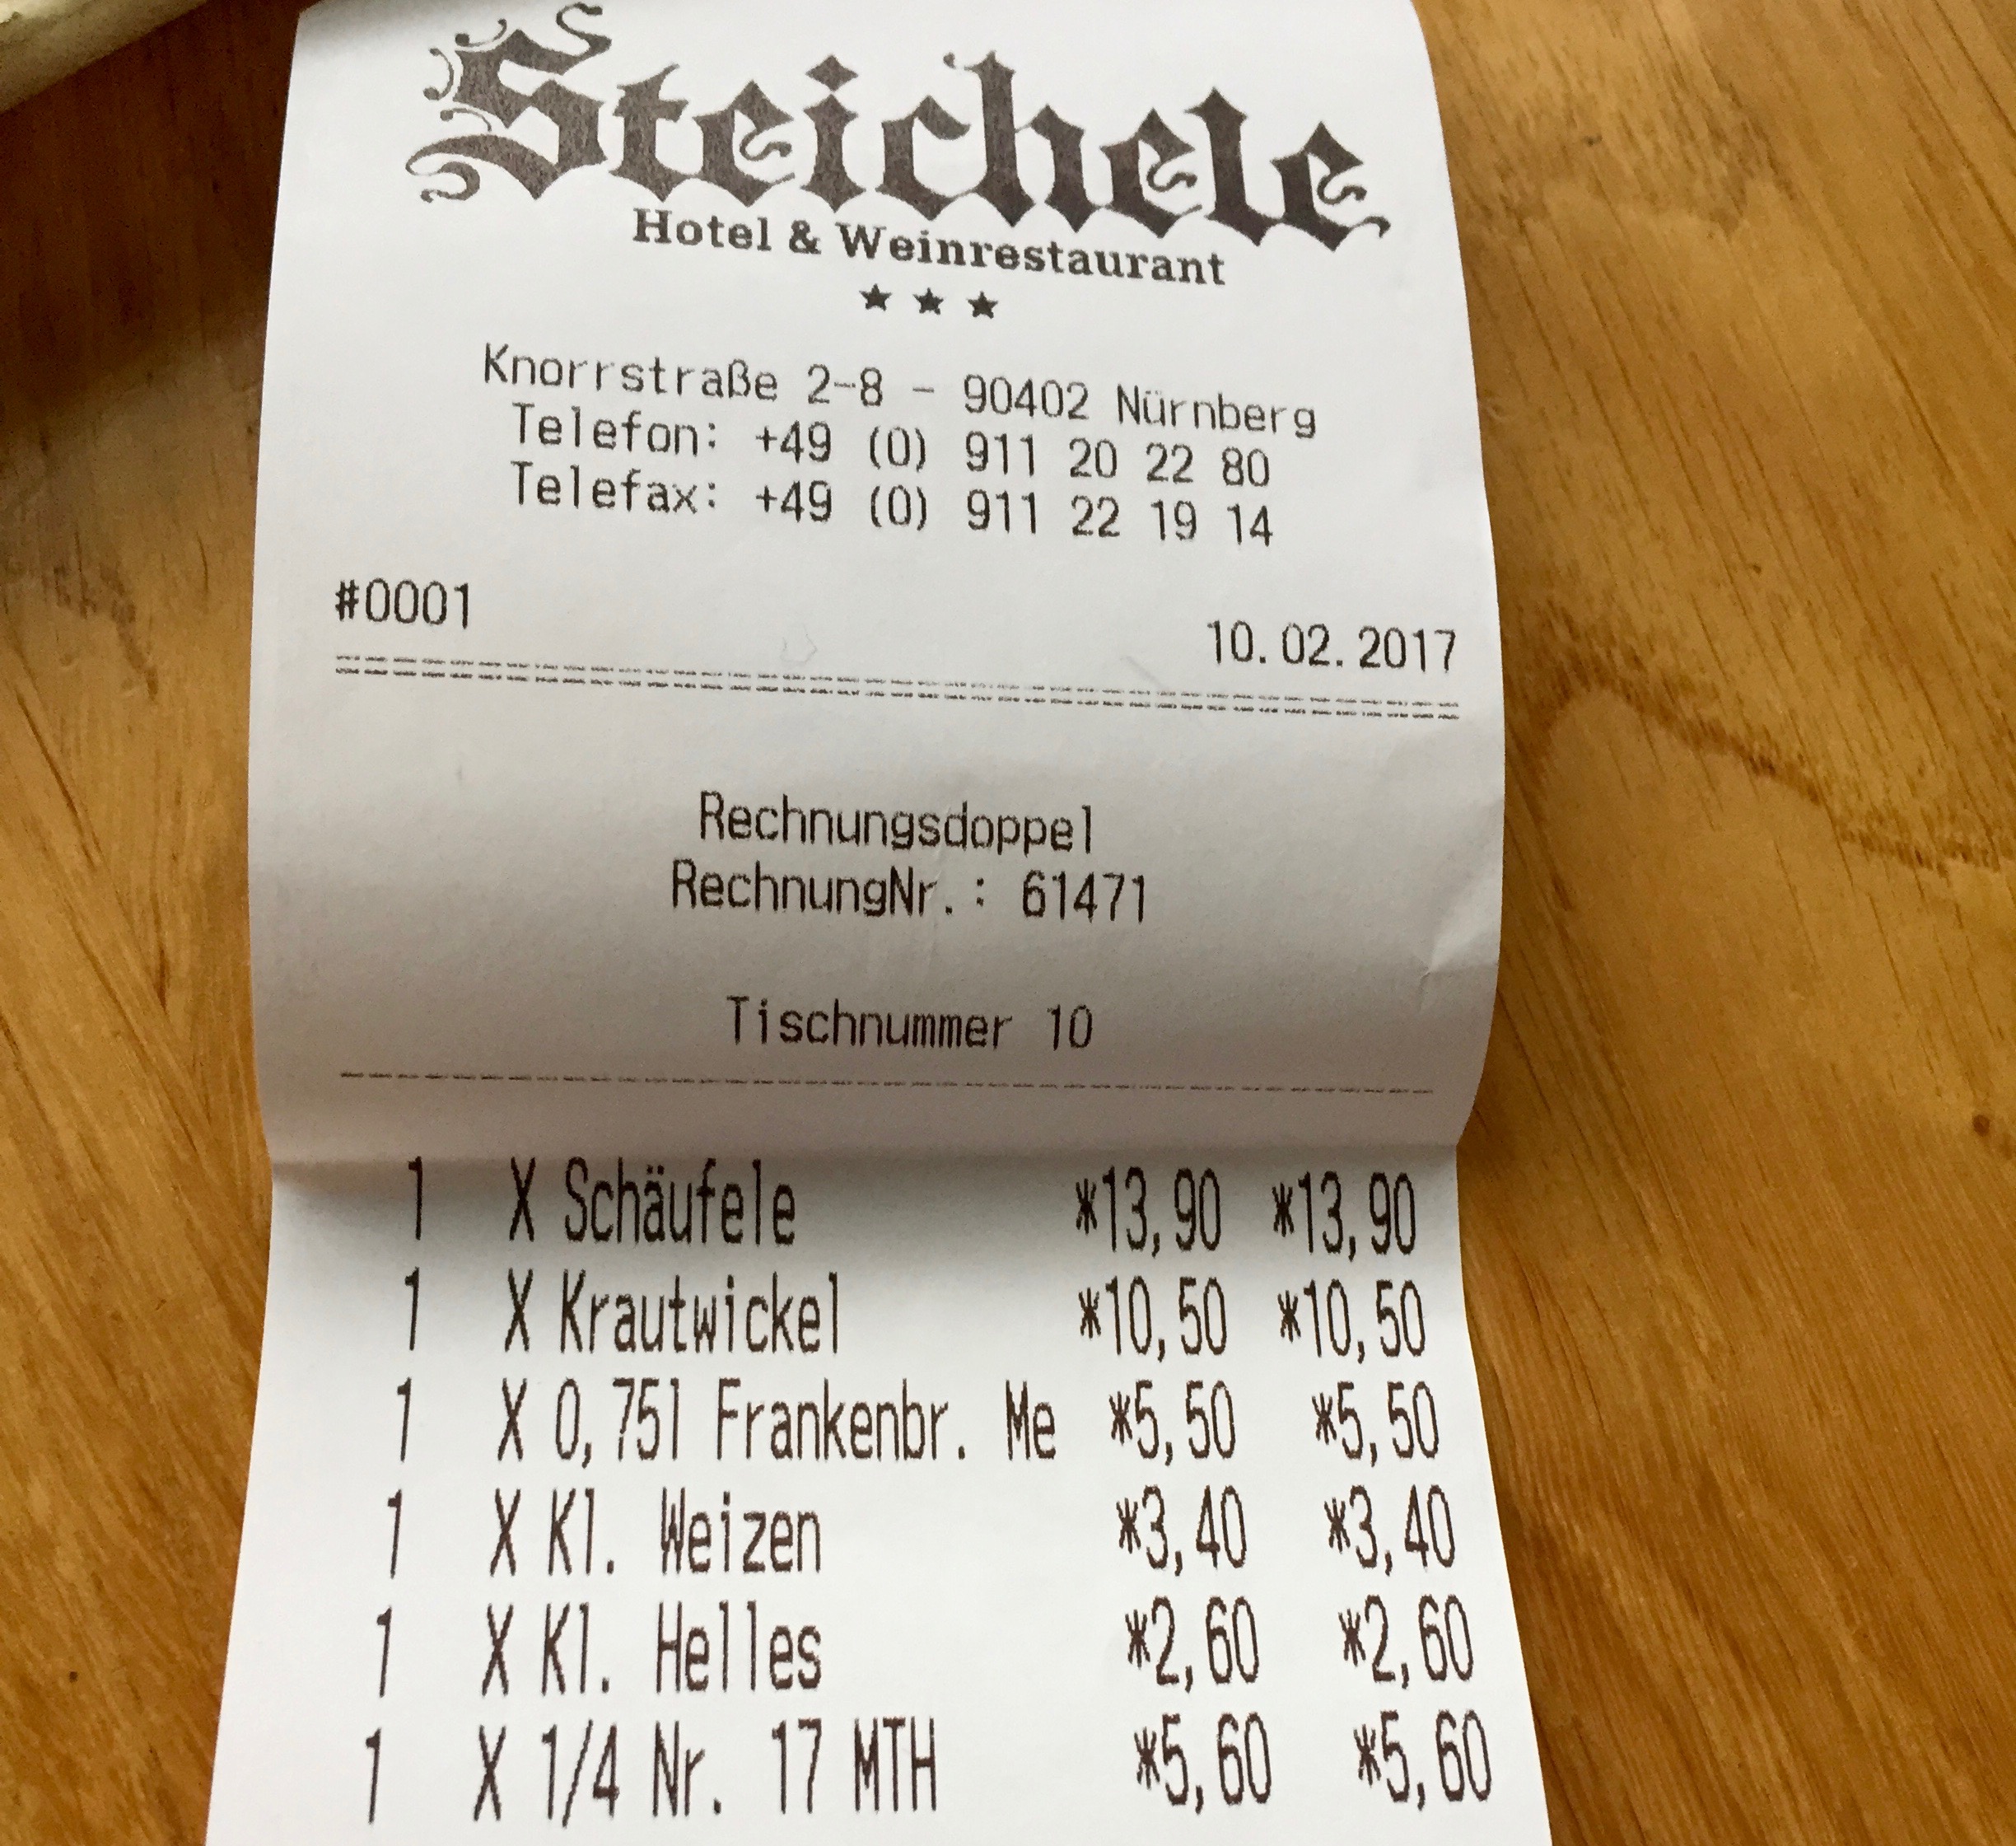 Steichele
Hotel & Weinrestaurant
★ ★ ★
Knorrstraße 2-8 - 90402 Nürnberg
Telefon: +49 (0) 911 20 22 80
Telefax: +49 (0) 911 22 19 14
#0001 10.02.2017
Rechnungsdoppel
RechnungNr.: 61471
Tischnummer 10
1 X Schäufele *13,90 *13,90
1 X Krautwickel *10,50 *10,50
1 X 0,75l Frankenbr. Me *5,50 *5,50
1 X Kl. Weizen *3,40 *3,40
1 X Kl. Helles *2,60 *2,60
1 X 1/4 Nr. 17 MTH *5,60 *5,60